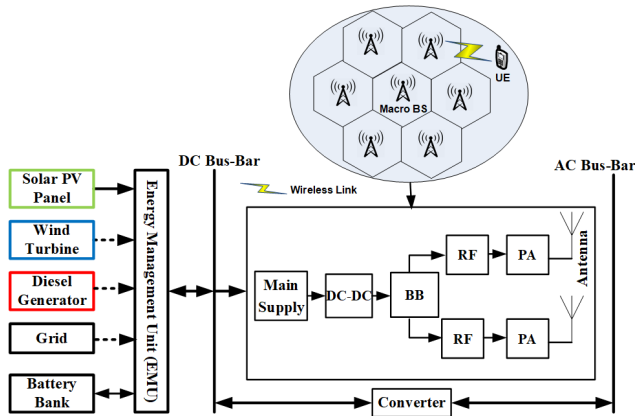 UE
Macro BS
DC Bus-Bar
AC Bus-Bar
Wireless Link
Solar PV
Panel
Wind
Turbine
Diesel
Generator
Grid
Battery
Bank
Energy Management Unit (EMU)
Main
Supply
DC-DC
BB
RF
PA
RF
PA
Antenna
Converter